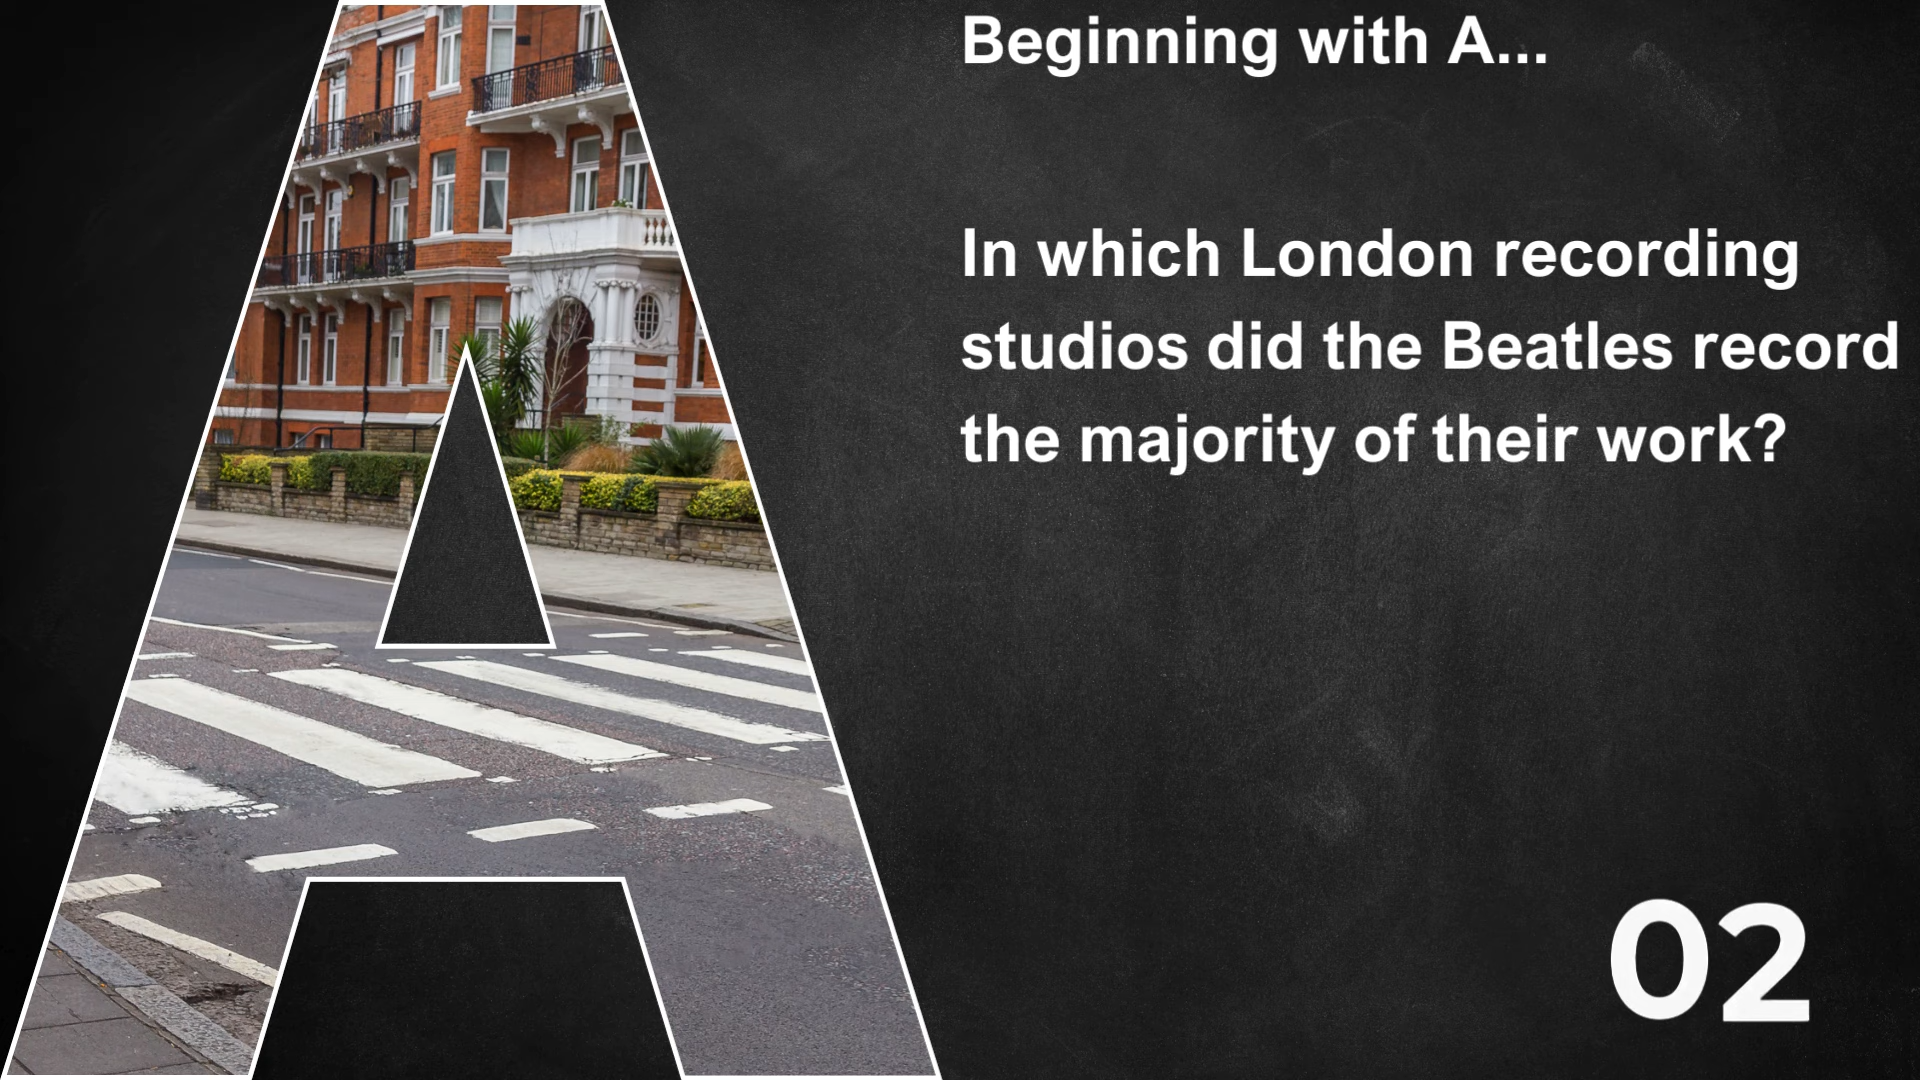 Beginning with A...
In which London recording
studios did the Beatles record
the majority of their work?
02